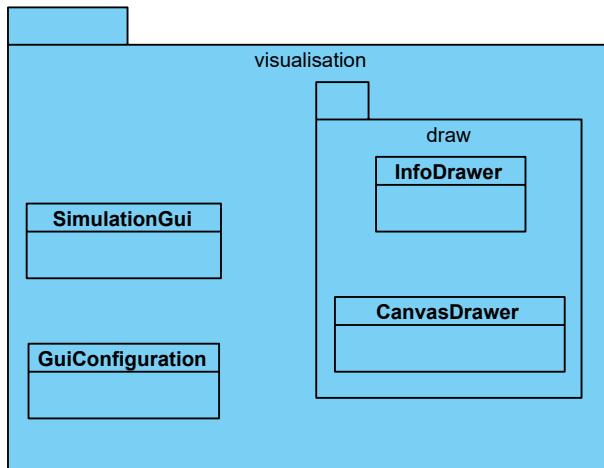 visualisation
draw
InfoDrawer
SimulationGui
CanvasDrawer
GuiConfiguration